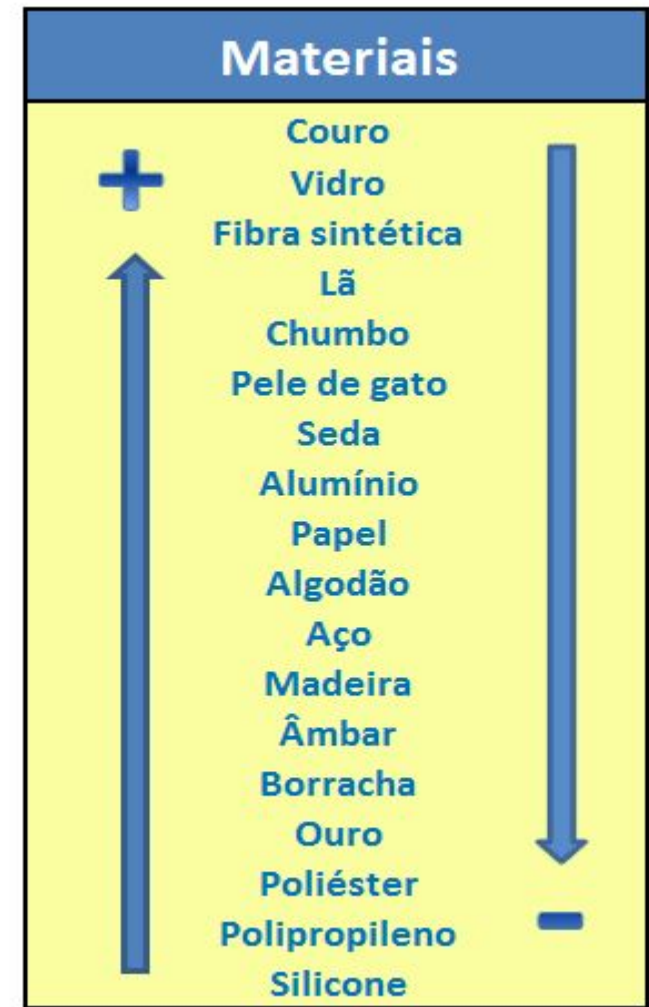 Materiais
+
Couro
Vidro
Fibra sintética
Lã
Chumbo
Pele de gato
Seda
Alumínio
Papel
Algodão
Aço
Madeira
Âmbar
Borracha
Ouro
Poliéster
Polipropileno
-
Silicone